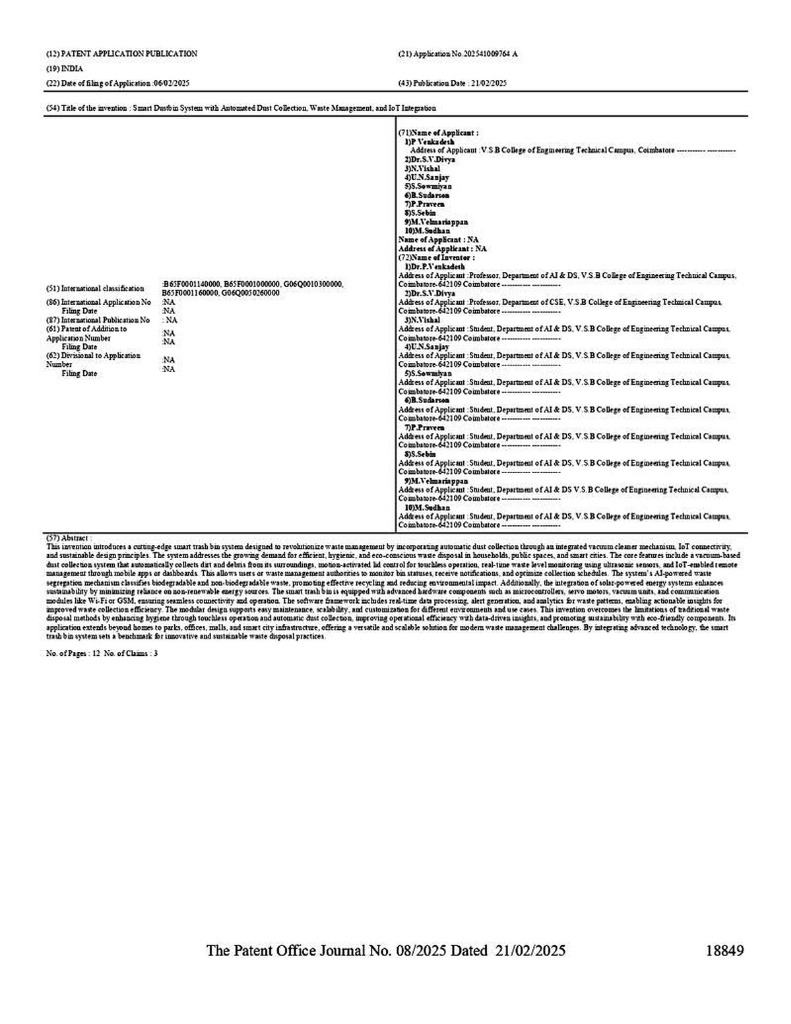 (12) PATENT APPLICATION PUBLICATION
(21) Application No.202541009764 A
(19) INDIA
(22) Date of filing of Application :06/02/2025
(43) Publication Date : 21/02/2025
(54) Title of the invention : Smart Dustbin System with Automated Dust Collection, Waste Management, and IoT Integration
(51) International classification :B65F0001140000, B65F0001000000, G06Q0010300000,
B65F0001160000, G06Q0050260000
(86) International Application No :NA
Filing Date :NA
(87) International Publication No : NA
(61) Patent of Addition to
Application Number :NA
Filing Date :NA
(62) Divisional to Application
Number :NA
Filing Date :NA
(71)Name of Applicant :
1)P.Venkadesh
Address of Applicant :V.S.B College of Engineering Technical Campus, Coimbatore ----------- -----------
2)Dr.S.V.Divya
3)N.Vishal
4)U.N.Sanjay
5)S.Sowmiyan
6)B.Sudarson
7)P.Praveen
8)S.Sebin
9)M.Velmariappan
10)M.Sudhan
Name of Applicant : NA
Address of Applicant : NA
(72)Name of Inventor :
1)Dr.P.Venkadesh
Address of Applicant :Professor, Department of AI & DS, V.S.B College of Engineering Technical Campus,
Coimbatore-642109 Coimbatore ----------- -----------
2)Dr.S.V.Divya
Address of Applicant :Professor, Department of CSE, V.S.B College of Engineering Technical Campus,
Coimbatore-642109 Coimbatore ----------- -----------
3)N.Vishal
Address of Applicant :Student, Department of AI & DS, V.S.B College of Engineering Technical Campus,
Coimbatore-642109 Coimbatore ----------- -----------
4)U.N.Sanjay
Address of Applicant :Student, Department of AI & DS, V.S.B College of Engineering Technical Campus,
Coimbatore-642109 Coimbatore ----------- -----------
5)S.Sowmiyan
Address of Applicant :Student, Department of AI & DS, V.S.B College of Engineering Technical Campus,
Coimbatore-642109 Coimbatore ----------- -----------
6)B.Sudarson
Address of Applicant :Student, Department of AI & DS, V.S.B College of Engineering Technical Campus,
Coimbatore-642109 Coimbatore ----------- -----------
7)P.Praveen
Address of Applicant :Student, Department of AI & DS, V.S.B College of Engineering Technical Campus,
Coimbatore-642109 Coimbatore ----------- -----------
8)S.Sebin
Address of Applicant :Student, Department of AI & DS, V.S.B College of Engineering Technical Campus,
Coimbatore-642109 Coimbatore ----------- -----------
9)M.Velmariappan
Address of Applicant :Student, Department of AI & DS V.S.B College of Engineering Technical Campus,
Coimbatore-642109 Coimbatore ----------- -----------
10)M.Sudhan
Address of Applicant :Student, Department of AI & DS, V.S.B College of Engineering Technical Campus,
Coimbatore-642109 Coimbatore ----------- -----------
(57) Abstract :
This invention introduces a cutting-edge smart trash bin system designed to revolutionize waste management by incorporating automatic dust collection through an integrated vacuum cleaner mechanism, IoT connectivity,
and sustainable design principles. The system addresses the growing demand for efficient, hygienic, and eco-conscious waste disposal in households, public spaces, and smart cities. The core features include a vacuum-based
dust collection system that automatically collects dirt and debris from its surroundings, motion-activated lid control for touchless operation, real-time waste level monitoring using ultrasonic sensors, and IoT-enabled remote
management through mobile apps or dashboards. This allows users or waste management authorities to monitor bin statuses, receive notifications, and optimize collection schedules. The system's AI-powered waste
segregation mechanism classifies biodegradable and non-biodegradable waste, promoting effective recycling and reducing environmental impact. Additionally, the integration of solar-powered energy systems enhances
sustainability by minimizing reliance on non-renewable energy sources. The smart trash bin is equipped with advanced hardware components such as microcontrollers, servo motors, vacuum units, and communication
modules like Wi-Fi or GSM, ensuring seamless connectivity and operation. The software framework includes real-time data processing, alert generation, and analytics for waste patterns, enabling actionable insights for
improved waste collection efficiency. The modular design supports easy maintenance, scalability, and customization for different environments and use cases. This invention overcomes the limitations of traditional waste
disposal methods by enhancing hygiene through touchless operation and automatic dust collection, improving operational efficiency with data-driven insights, and promoting sustainability with eco-friendly components. Its
application extends beyond homes to parks, offices, malls, and smart city infrastructure, offering a versatile and scalable solution for modern waste management challenges. By integrating advanced technology, the smart
trash bin system sets a benchmark for innovative and sustainable waste disposal practices.
No. of Pages : 12 No. of Claims : 3
The Patent Office Journal No. 08/2025 Dated 21/02/2025
18849